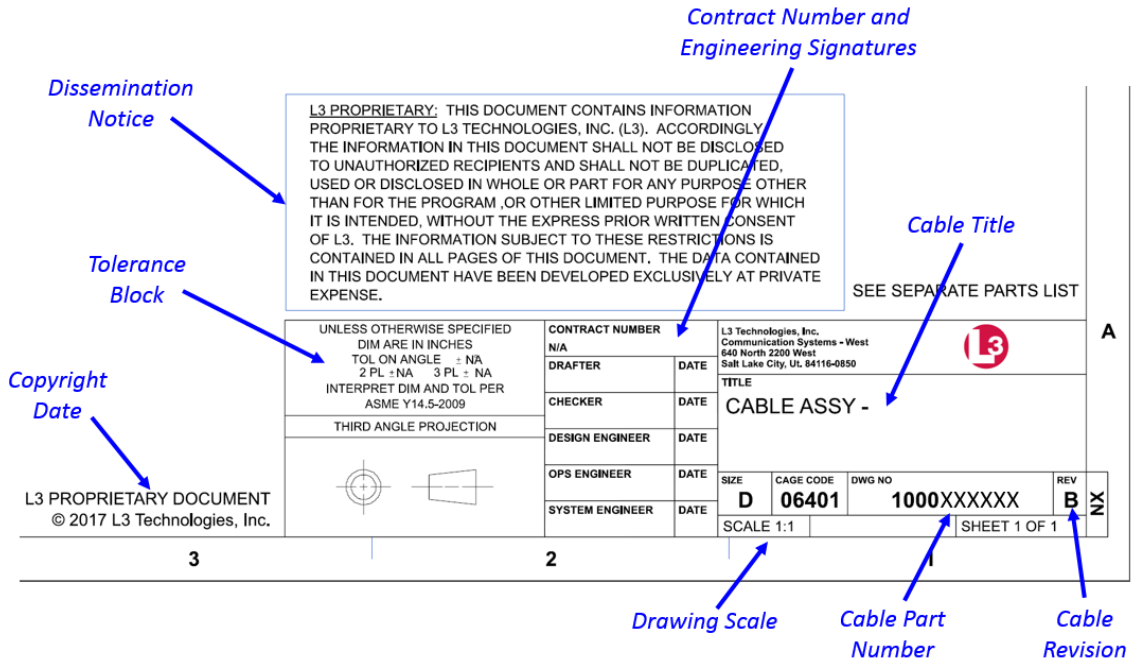 Contract Number and
Engineering Signatures
Dissemination
Notice
L3 PROPRIETARY: THIS DOCUMENT CONTAINS INFORMATION
PROPRIETARY TO L3 TECHNOLOGIES, INC. (L3). ACCORDINGLY
THE INFORMATION IN THIS DOCUMENT SHALL NOT BE DISCLOSED
TO UNAUTHORIZED RECIPIENTS AND SHALL NOT BE DUPLICATED,
USED OR DISCLOSED IN WHOLE OR PART FOR ANY PURPOSE OTHER
THAN FOR THE PROGRAM ,OR OTHER LIMITED PURPOSE FOR WHICH
IT IS INTENDED, WITHOUT THE EXPRESS PRIOR WRITTEN CONSENT
OF L3. THE INFORMATION SUBJECT TO THESE RESTRICTIONS IS
CONTAINED IN ALL PAGES OF THIS DOCUMENT. THE DATA CONTAINED
IN THIS DOCUMENT HAVE BEEN DEVELOPED EXCLUSIVELY AT PRIVATE
EXPENSE.
Cable Title
Tolerance
Block
SEE SEPARATE PARTS LIST
UNLESS OTHERWISE SPECIFIED
DIM ARE IN INCHES
TOL ON ANGLE ± NA
2 PL ±NA 3 PL ± NA
INTERPRET DIM AND TOL PER
ASME Y14.5-2009
THIRD ANGLE PROJECTION
CONTRACT NUMBER
N/A
DRAFTER DATE
CHECKER DATE
DESIGN ENGINEER DATE
OPS ENGINEER DATE
SYSTEM ENGINEER DATE
L3 Technologies, Inc.
Communication Systems - West
640 North 2200 West
Salt Lake City, Ut. 84116-0850
L3
A
TITLE
CABLE ASSY -
SIZE CAGE CODE DWG NO REV
D 06401 1000XXXXXX B
NX
SCALE 1:1 SHEET 1 OF 1
Copyright
Date
L3 PROPRIETARY DOCUMENT
© 2017 L3 Technologies, Inc.
3 2 1
Drawing Scale
Cable Part
Number
Cable
Revision